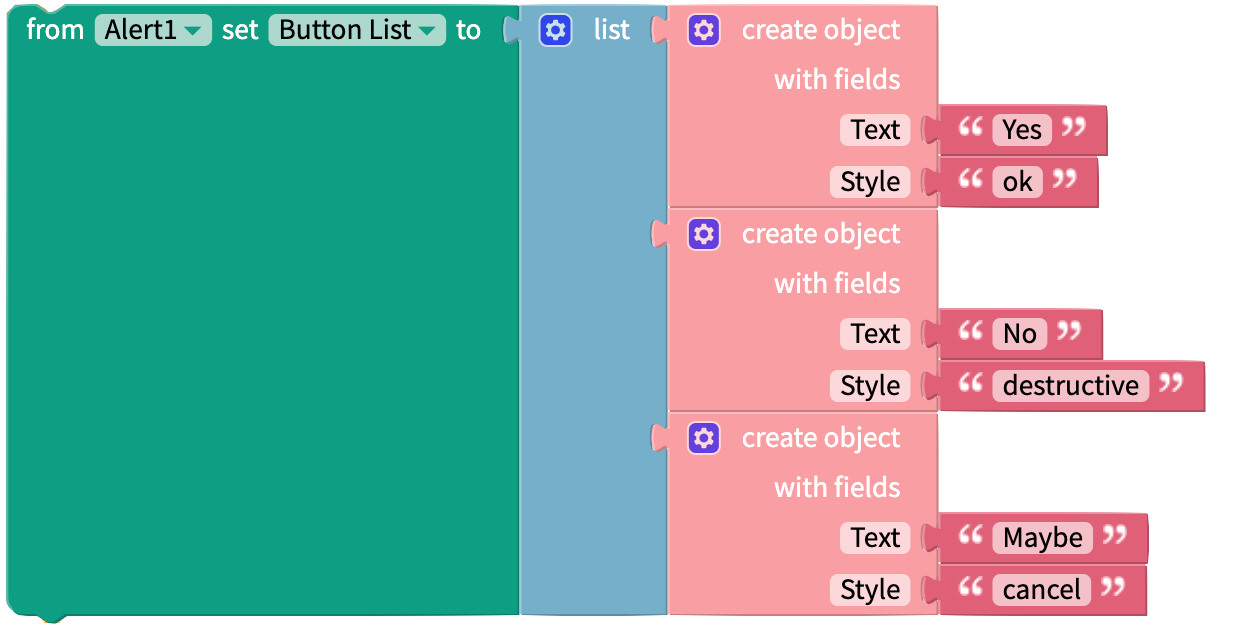 from Alert1 set Button List to list create object
with fields
Text “ Yes ”
Style “ ok ”
create object
with fields
Text “ No ”
Style “ destructive ”
create object
with fields
Text “ Maybe ”
Style “ cancel ”